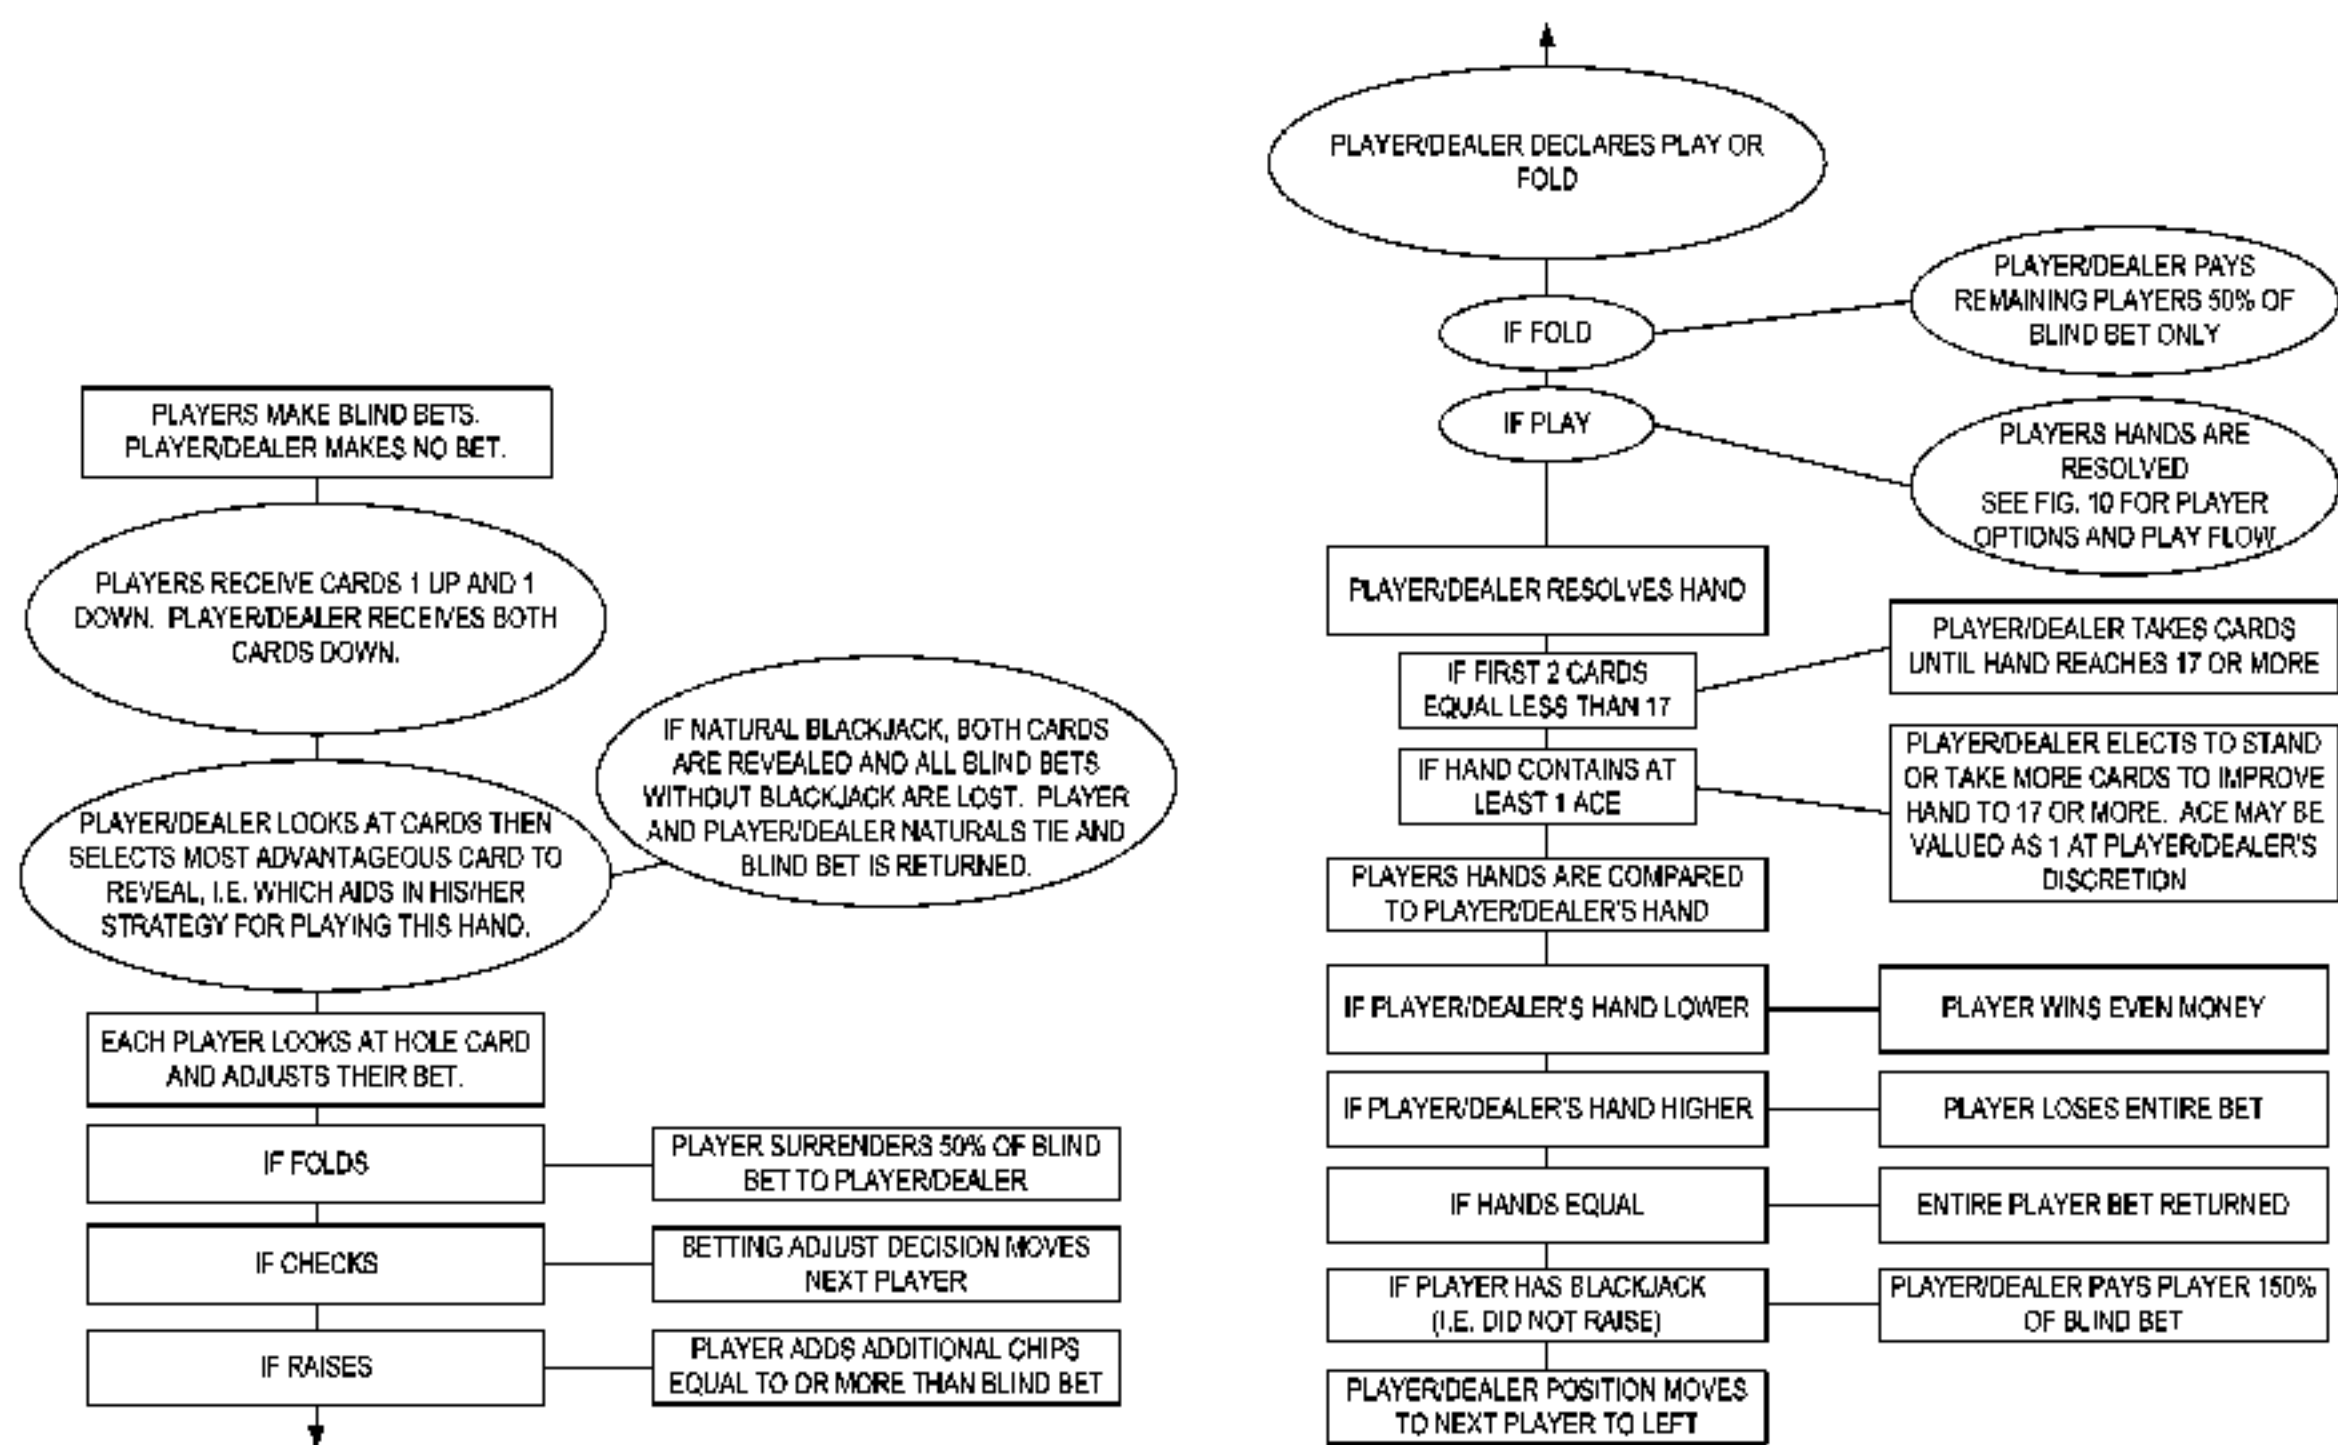 PLAYERS MAKE BLIND BETS.
PLAYER/DEALER MAKES NO BET.
PLAYERS RECEIVE CARDS 1 UP AND 1
DOWN. PLAYER/DEALER RECEIVES BOTH
CARDS DOWN.
PLAYER/DEALER LOOKS AT CARDS THEN
SELECTS MOST ADVANTAGEOUS CARD TO
REVEAL, I.E. WHICH AIDS IN HIS/HER
STRATEGY FOR PLAYING THIS HAND.
IF NATURAL BLACKJACK, BOTH CARDS
ARE REVEALED AND ALL BLIND BETS
WITHOUT BLACKJACK ARE LOST. PLAYER
AND PLAYER/DEALER NATURALS TIE AND
BLIND BET IS RETURNED.
EACH PLAYER LOOKS AT HOLE CARD
AND ADJUSTS THEIR BET.
IF FOLDS
PLAYER SURRENDERS 50% OF BLIND
BET TO PLAYER/DEALER
IF CHECKS
BETTING ADJUST DECISION MOVES
NEXT PLAYER
IF RAISES
PLAYER ADDS ADDITIONAL CHIPS
EQUAL TO OR MORE THAN BLIND BET
PLAYER/DEALER DECLARES PLAY OR
FOLD
IF FOLD
PLAYER/DEALER PAYS
REMAINING PLAYERS 50% OF
BLIND BET ONLY
IF PLAY
PLAYERS HANDS ARE
RESOLVED
SEE FIG. 10 FOR PLAYER
OPTIONS AND PLAY FLOW
PLAYER/DEALER RESOLVES HAND
IF FIRST 2 CARDS
EQUAL LESS THAN 17
PLAYER/DEALER TAKES CARDS
UNTIL HAND REACHES 17 OR MORE
IF HAND CONTAINS AT
LEAST 1 ACE
PLAYER/DEALER ELECTS TO STAND
OR TAKE MORE CARDS TO IMPROVE
HAND TO 17 OR MORE. ACE MAY BE
VALUED AS 1 AT PLAYER/DEALER'S
DISCRETION
PLAYERS HANDS ARE COMPARED
TO PLAYER/DEALER'S HAND
IF PLAYER/DEALER'S HAND LOWER
PLAYER WINS EVEN MONEY
IF PLAYER/DEALER'S HAND HIGHER
PLAYER LOSES ENTIRE BET
IF HANDS EQUAL
ENTIRE PLAYER BET RETURNED
IF PLAYER HAS BLACKJACK
(I.E. DID NOT RAISE)
PLAYER/DEALER PAYS PLAYER 150%
OF BLIND BET
PLAYER/DEALER POSITION MOVES
TO NEXT PLAYER TO LEFT